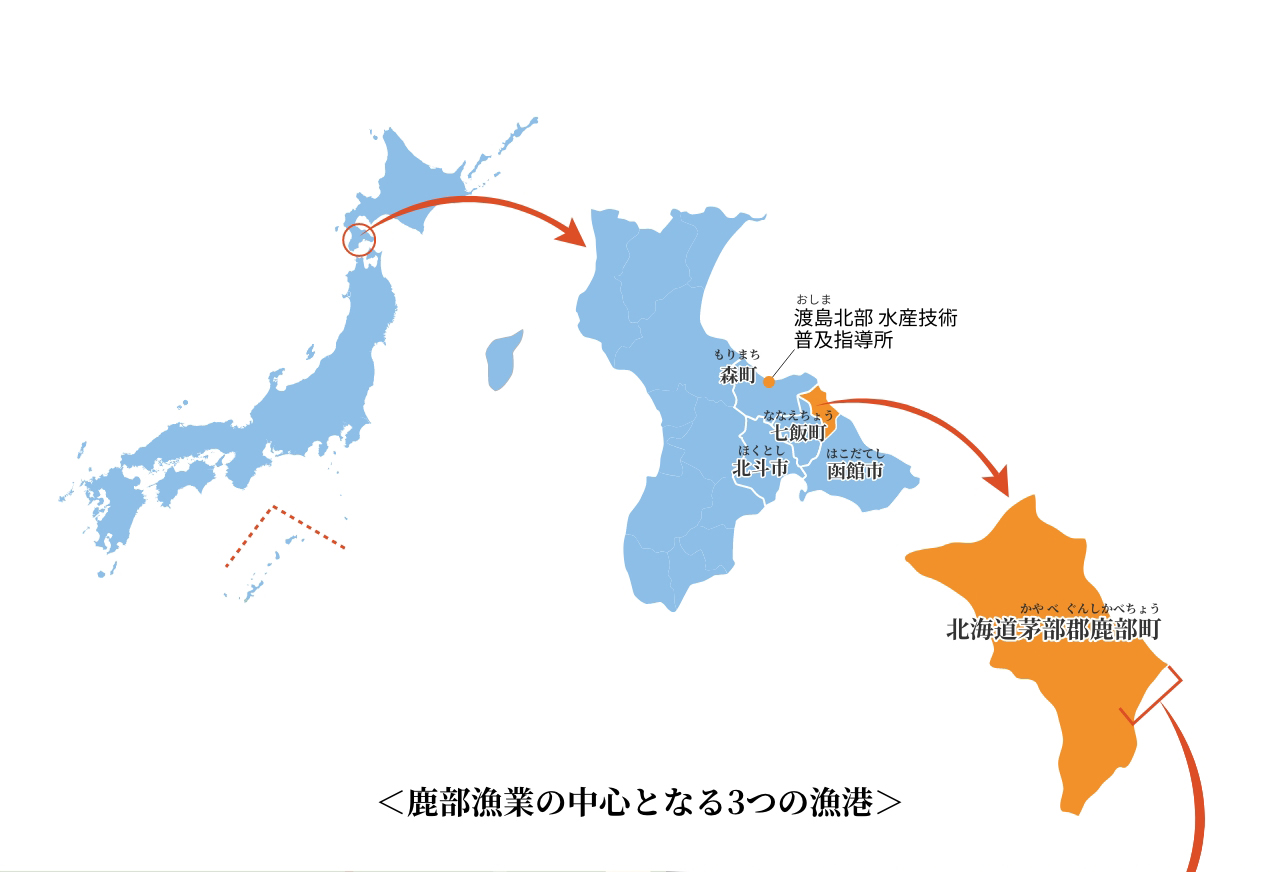 おしま
渡島北部 水産技術
普及指導所
もりまち
森町
ななえちょう
七飯町
ほくとし
北斗市
はこだてし
函館市
かやべ ぐんしかべちょう
北海道茅部郡鹿部町
＜鹿部漁業の中心となる3つの漁港＞